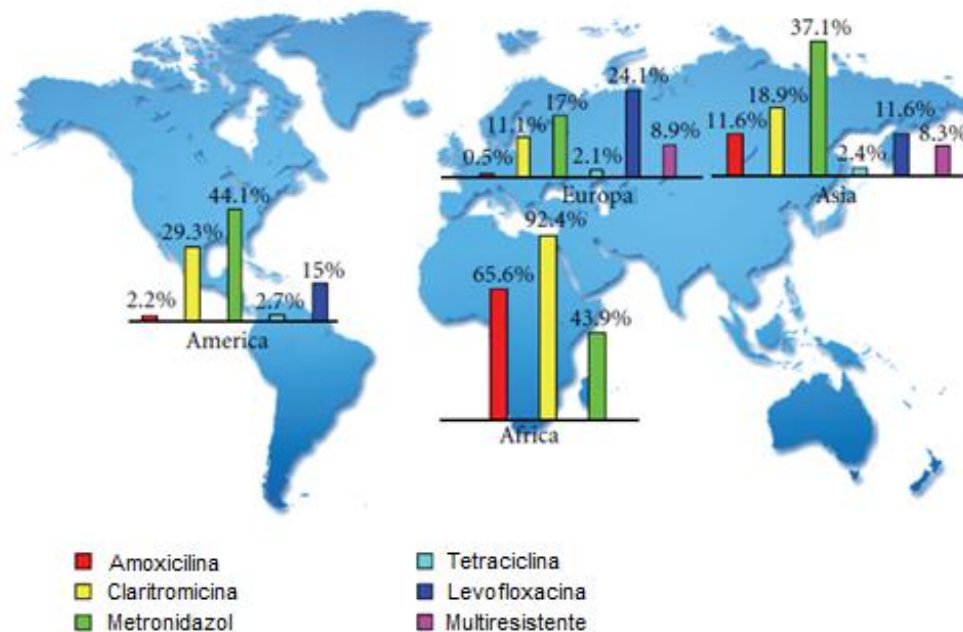 37.1%
24.1%
18.9%
17%
11.6%
11.6%
11.1%
8.9%
8.3%
0.5%
2.1%
2.4%
Europa
Asia
44.1%
92.4%
29.3%
65.6%
2.2%
2.7%
15%
43.9%
America
Africa
Amoxicilina
Tetraciclina
Claritromicina
Levofloxacina
Metronidazol
Multiresistente